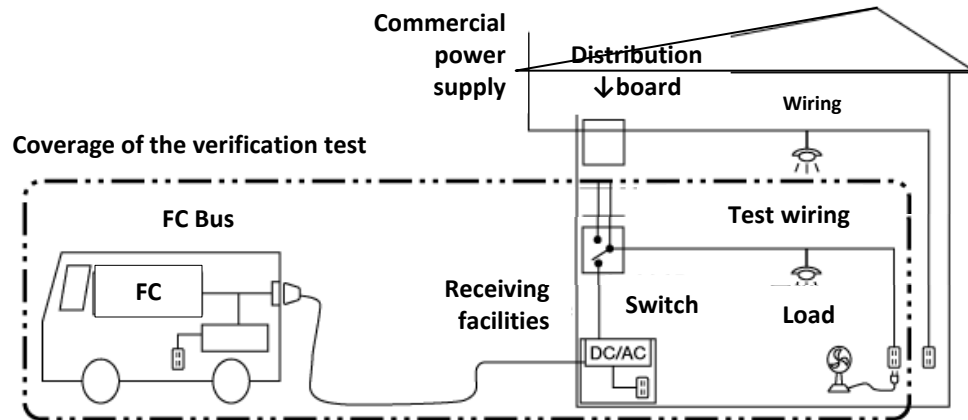 Commercial
power
supply
Distribution
↓board
Wiring
Coverage of the verification test
FC Bus
Test wiring
FC
Receiving
facilities
Switch
Load
DC/AC